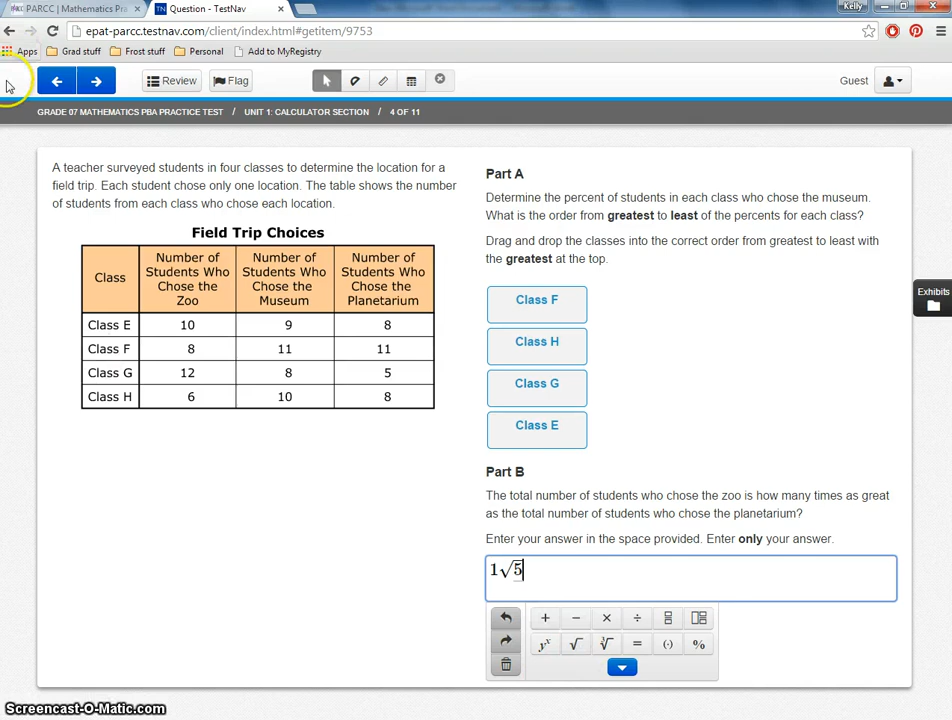 PARCC | Mathematics Pra
Question - TestNav
Kelly
epat-parcc.testnav.com/client/index.html#getitem/9753
Apps
Grad stuff
Frost stuff
Personal
Add to MyRegistry
Review
Flag
Guest
GRADE 07 MATHEMATICS PBA PRACTICE TEST / UNIT 1: CALCULATOR SECTION / 4 OF 11
A teacher surveyed students in four classes to determine the location for a
field trip. Each student chose only one location. The table shows the number
of students from each class who chose each location.
Field Trip Choices
Class
Number of
Students Who
Chose the
Zoo
Number of
Students Who
Chose the
Museum
Number of
Students Who
Chose the
Planetarium
Class E 10 9 8
Class F 8 11 11
Class G 12 8 5
Class H 6 10 8
Part A
Determine the percent of students in each class who chose the museum.
What is the order from greatest to least of the percents for each class?
Drag and drop the classes into the correct order from greatest to least with
the greatest at the top.
Class F
Class H
Class G
Class E
Exhibits
Part B
The total number of students who chose the zoo is how many times as great
as the total number of students who chose the planetarium?
Enter your answer in the space provided. Enter only your answer.
1√5
+ − × ÷
yˣ √ ∛ = (·) %
Screencast-O-Matic.com